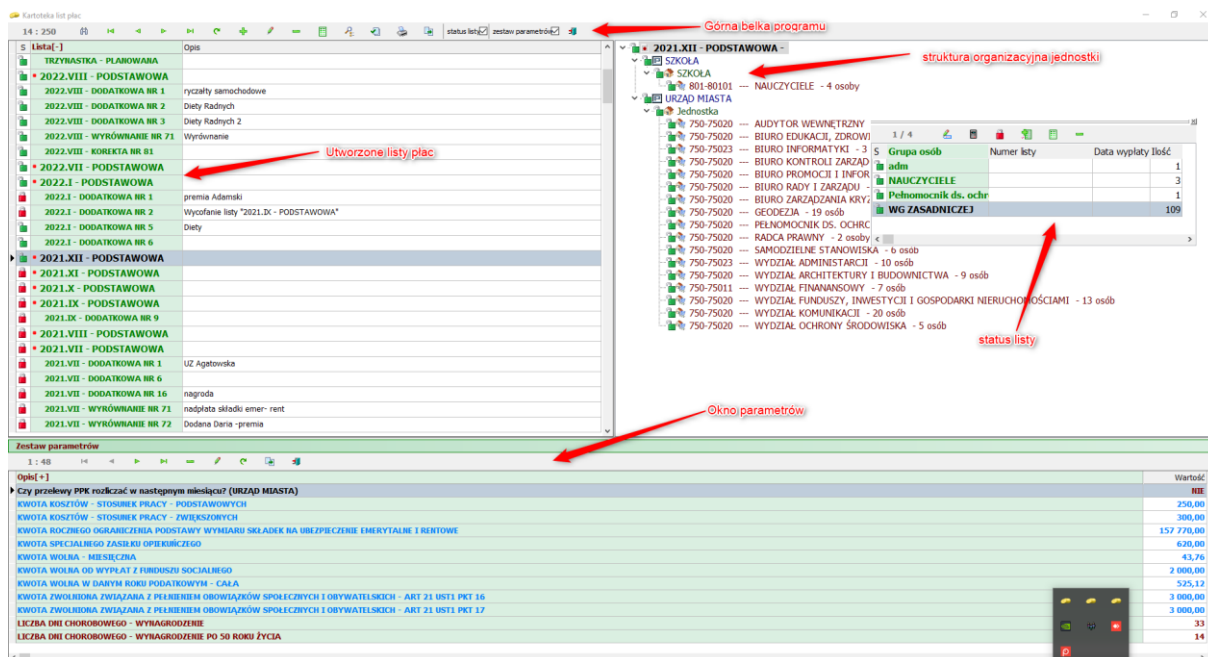 Kartoteka list płac
14 : 250
status listy
zestaw parametrów
Górna belka programu
S Lista[-] Opis
TRZYNASTKA - PLANOWANA
2022.VIII - PODSTAWOWA
2022.VIII - DODATKOWA NR 1 ryczałty samochodowe
2022.VIII - DODATKOWA NR 2 Diety Radnych
2022.VIII - DODATKOWA NR 3 Diety Radnych 2
2022.VIII - WYRÓWNANIE NR 71 Wyrównanie
2022.VIII - KOREKTA NR 81
Utworzone listy płac
2022.VII - PODSTAWOWA
2022.I - PODSTAWOWA
2022.I - DODATKOWA NR 1 premia Adamski
2022.I - DODATKOWA NR 2 Wycofanie listy "2021.IX - PODSTAWOWA"
2022.I - DODATKOWA NR 5 Diety
2022.I - DODATKOWA NR 6
2021.XII - PODSTAWOWA
2021.XI - PODSTAWOWA
2021.X - PODSTAWOWA
2021.IX - PODSTAWOWA
2021.IX - DODATKOWA NR 9
2021.VIII - PODSTAWOWA
2021.VII - PODSTAWOWA
2021.VII - DODATKOWA NR 1 UZ Agatowska
2021.VII - DODATKOWA NR 6
2021.VII - DODATKOWA NR 16 nagroda
2021.VII - WYRÓWNANIE NR 71 nadpłata składki emer- rent
2021.VII - WYRÓWNANIE NR 72 Dodana Daria -premia
2021.XII - PODSTAWOWA -
SZKOŁA
SZKOŁA
801-80101 --- NAUCZYCIELE - 4 osoby
struktura organizacyjna jednostki
URZĄD MIASTA
Jednostka
750-75020 --- AUDYTOR WEWNĘTRZNY
750-75020 --- BIURO EDUKACJI, ZDROWI
750-75023 --- BIURO INFORMATYKI - 3
750-75020 --- BIURO KONTROLI ZARZĄD
750-75020 --- BIURO PROMOCJI I INFOR
750-75020 --- BIURO RADY I ZARZĄDU -
750-75020 --- BIURO ZARZĄDZANIA KRYZ
750-75020 --- GEODEZJA - 19 osób
750-75020 --- PEŁNOMOCNIK DS. OCHRC
750-75020 --- RADCA PRAWNY - 2 osoby
750-75020 --- SAMODZIELNE STANOWISKA - 6 osób
750-75023 --- WYDZIAŁ ADMINISTARCJI - 10 osób
750-75020 --- WYDZIAŁ ARCHITEKTURY I BUDOWNICTWA - 9 osób
750-75011 --- WYDZIAŁ FINANANSOWY - 7 osób
750-75020 --- WYDZIAŁ FUNDUSZY, INWESTYCJI I GOSPODARKI NIERUCHOMOŚCIAMI - 13 osób
750-75020 --- WYDZIAŁ KOMUNIKACJI - 20 osób
750-75020 --- WYDZIAŁ OCHRONY ŚRODOWISKA - 5 osób
1 / 4
S Grupa osób Numer listy Data wypłaty Ilość
adm 1
NAUCZYCIELE 3
Pełnomocnik ds. ochr 1
WG ZASADNICZEJ 109
status listy
Okno parametrów
Zestaw parametrów
1 : 48
Opis[+] Wartość
Czy przelewy PPK rozliczać w następnym miesiącu? (URZĄD MIASTA) NIE
KWOTA KOSZTÓW - STOSUNEK PRACY - PODSTAWOWYCH 250,00
KWOTA KOSZTÓW - STOSUNEK PRACY - ZWIĘKSZONYCH 300,00
KWOTA ROCZNEGO OGRANICZENIA PODSTAWY WYMIARU SKŁADEK NA UBEZPIECZENIE EMERYTALNE I RENTOWE 157 770,00
KWOTA SPECJALNEGO ZASIŁKU OPIEKUŃCZEGO 620,00
KWOTA WOLNA - MIESIĘCZNA 43,76
KWOTA WOLNA OD WYPŁAT Z FUNDUSZU SOCJALNEGO 2 000,00
KWOTA WOLNA W DANYM ROKU PODATKOWYM - CAŁA 525,12
KWOTA ZWOLNIONA ZWIĄZANA Z PEŁNIENIEM OBOWIĄZKÓW SPOŁECZNYCH I OBYWATELSKICH - ART 21 UST1 PKT 16 3 000,00
KWOTA ZWOLNIONA ZWIĄZANA Z PEŁNIENIEM OBOWIĄZKÓW SPOŁECZNYCH I OBYWATELSKICH - ART 21 UST1 PKT 17 3 000,00
LICZBA DNI CHOROBOWEGO - WYNAGRODZENIE 33
LICZBA DNI CHOROBOWEGO - WYNAGRODZENIE PO 50 ROKU ŻYCIA 14